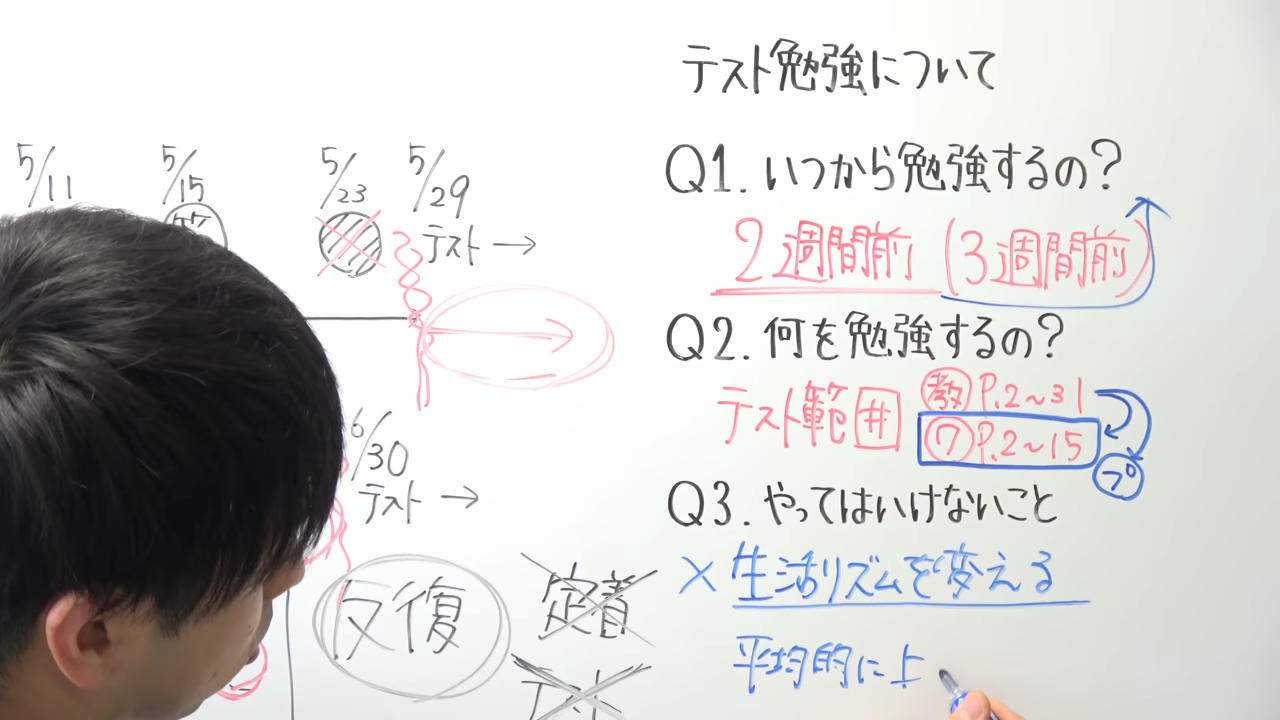 テスト勉強について
Q1. いつから勉強するの?
2週間前 (3週間前)
Q2. 何を勉強するの?
テスト範囲 教 P.2~31
ワ P.2~15
プ
Q3. やってはいけないこと
× 生活リズムを変える
平均的に上
5/11
5/15
5/23
5/29
テスト→
6/30
テスト→
反復
定着